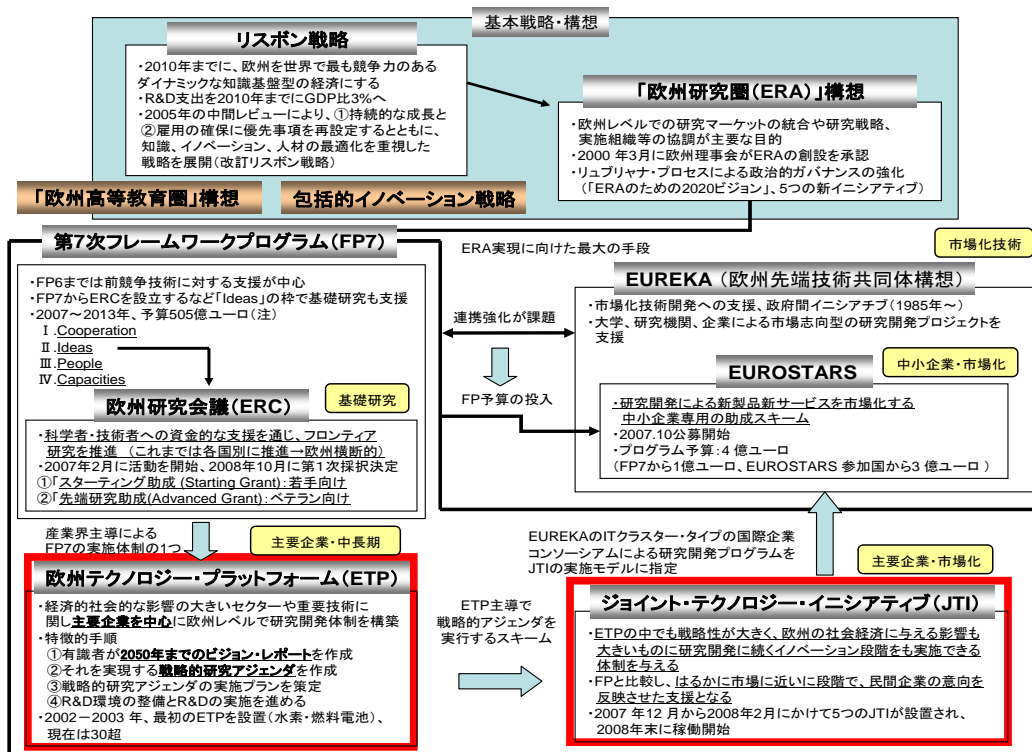 基本戦略・構想
リスボン戦略
・2010年までに、欧州を世界で最も競争力のある
ダイナミックな知識基盤型の経済にする
・R&D支出を2010年までにGDP比3%へ
・2005年の中間レビューにより、①持続的な成長と
②雇用の確保に優先事項を再設定するとともに、
知識、イノベーション、人材の最適化を重視した
戦略を展開(改訂リスボン戦略)
「欧州研究圏(ERA)」構想
・欧州レベルでの研究マーケットの統合や研究戦略、
実施組織等の協調が主要な目的
・2000 年3月に欧州理事会がERAの創設を承認
・リュブリャナ・プロセスによる政治的ガバナンスの強化
(「ERAのための2020ビジョン」、5つの新イニシアティブ)
「欧州高等教育圏」構想
包括的イノベーション戦略
第7次フレームワークプログラム(FP7)
ERA実現に向けた最大の手段
市場化技術
・FP6までは前競争技術に対する支援が中心
・FP7からERCを設立するなど「Ideas」の枠で基礎研究も支援
・2007~2013年、予算505億ユーロ(注)
Ⅰ.Cooperation
Ⅱ.Ideas
Ⅲ.People
Ⅳ.Capacities
連携強化が課題
FP予算の投入
EUREKA (欧州先端技術共同体構想)
・市場化技術開発への支援、政府間イニシアチブ(1985年~)
・大学、研究機関、企業による市場志向型の研究開発プロジェクトを
支援
中小企業・市場化
EUROSTARS
・研究開発による新製品新サービスを市場化する
中小企業専用の助成スキーム
・2007.10公募開始
・プログラム予算:4 億ユーロ
(FP7から1億ユーロ、EUROSTARS 参加国から3 億ユーロ )
欧州研究会議(ERC)
基礎研究
・科学者・技術者への資金的な支援を通じ、フロンティア
研究を推進 (これまでは各国別に推進→欧州横断的)
・2007年2月に活動を開始、2008年10月に第1次採択決定
①「スターティング助成 (Starting Grant):若手向け
②「先端研究助成(Advanced Grant):ベテラン向け
産業界主導による
FP7の実施体制の1つ
主要企業・中長期
EUREKAのITクラスター・タイプの国際企業
コンソーシアムによる研究開発プログラムを
JTIの実施モデルに指定
主要企業・市場化
欧州テクノロジー・プラットフォーム(ETP)
・経済的社会的な影響の大きいセクターや重要技術に
関し主要企業を中心に欧州レベルで研究開発体制を構築
・特徴的手順
①有識者が2050年までのビジョン・レポートを作成
②それを実現する戦略的研究アジェンダを作成
③戦略的研究アジェンダの実施プランを策定
④R&D環境の整備とR&Dの実施を進める
・2002-2003 年、最初のETPを設置(水素・燃料電池)、
現在は30超
ETP主導で
戦略的アジェンダを
実行するスキーム
ジョイント・テクノロジー・イニシアティブ(JTI)
・ETPの中でも戦略性が大きく、欧州の社会経済に与える影響も
大きいものに研究開発に続くイノベーション段階をも実施できる
体制を与える
・FPと比較し、はるかに市場に近いに段階で、民間企業の意向を
反映させた支援となる
・2007 年12 月から2008年2月にかけて5つのJTIが設置され、
2008年末に稼働開始